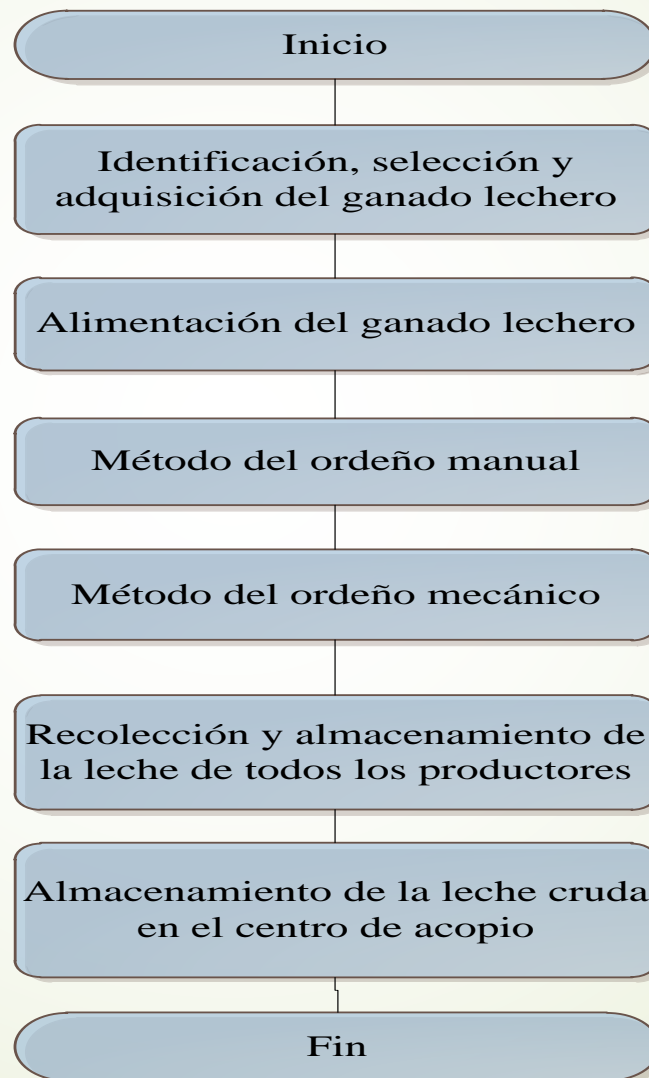 Inicio
Identificación, selección y
adquisición del ganado lechero
Alimentación del ganado lechero
Método del ordeño manual
Método del ordeño mecánico
Recolección y almacenamiento de
la leche de todos los productores
Almacenamiento de la leche cruda
en el centro de acopio
Fin